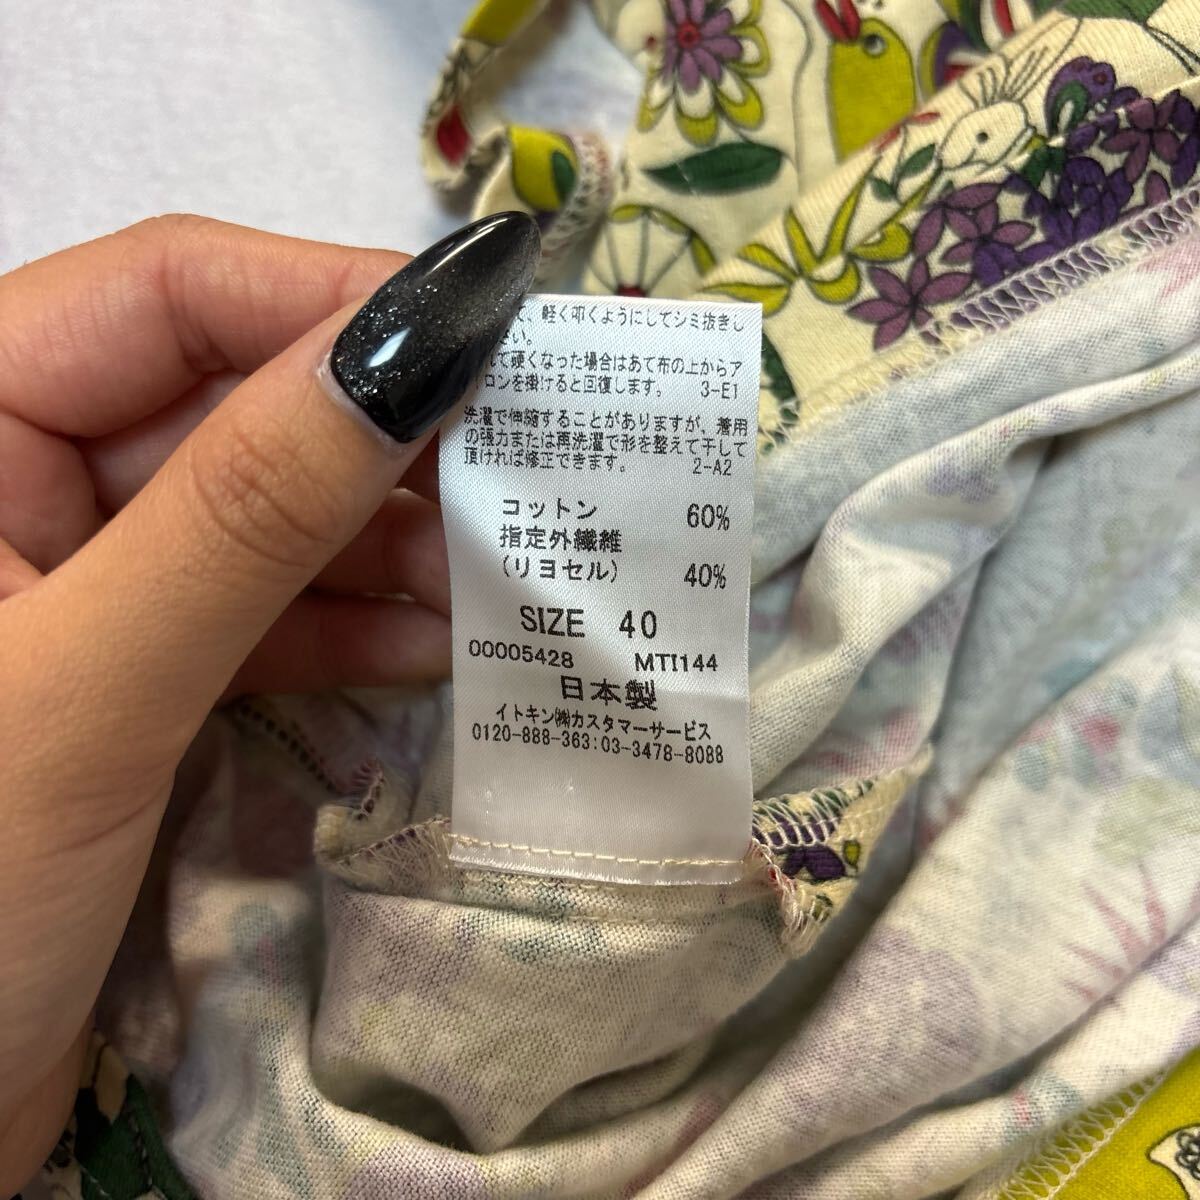 て、軽く叩くようにしてシミ抜きし
さい。
れて硬くなった場合はあて布の上からア
ロンを掛けると回復します。 3-E1
洗濯で伸縮することがありますが、着用
の張力または再洗濯で形を整えて干して
頂ければ修正できます。 2-A2
コットン 60%
指定外繊維
(リヨセル) 40%
SIZE 40
00005428 MTI144
日本製
イトキン㈱カスタマーサービス
0120-888-363:03-3478-8088